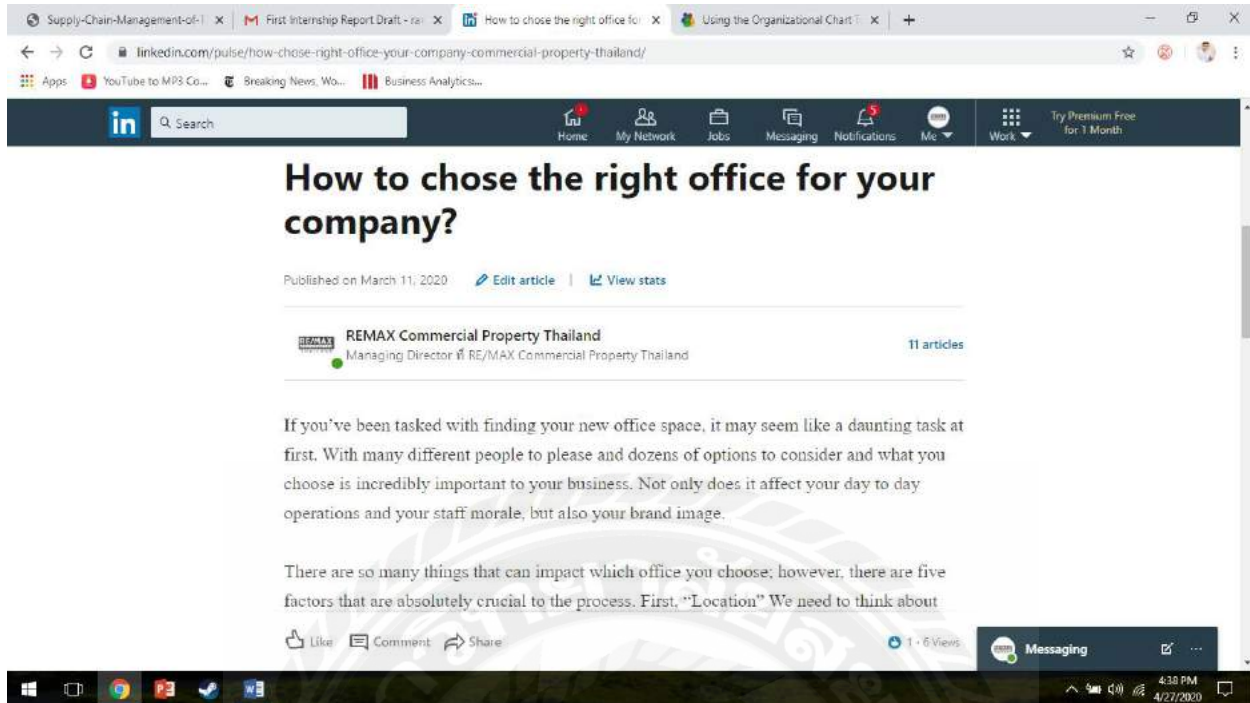 Supply-Chain-Management-of-
First Internship Report Draft - ra
How to chose the right office fo
Using the Organizational Chart T
linkedin.com/pulse/how-chose-right-office-your-company-commercial-property-thailand/
Apps YouTube to MP3 Co... Breaking News, Wo... Business Analytics:...
in Search Home My Network Jobs Messaging 5 Notifications Me Work Try Premium Free
for 1 Month
How to chose the right office for your
company?
Published on March 11, 2020 Edit article | View stats
RE/MAX
REMAX Commercial Property Thailand
Managing Director ที่ RE/MAX Commercial Property Thailand
11 articles
If you've been tasked with finding your new office space, it may seem like a daunting task at
first. With many different people to please and dozens of options to consider and what you
choose is incredibly important to your business. Not only does it affect your day to day
operations and your staff morale, but also your brand image.
There are so many things that can impact which office you choose; however, there are five
factors that are absolutely crucial to the process. First, “Location” We need to think about
Like Comment Share 1 · 6 Views
Messaging
4:38 PM
4/27/2020